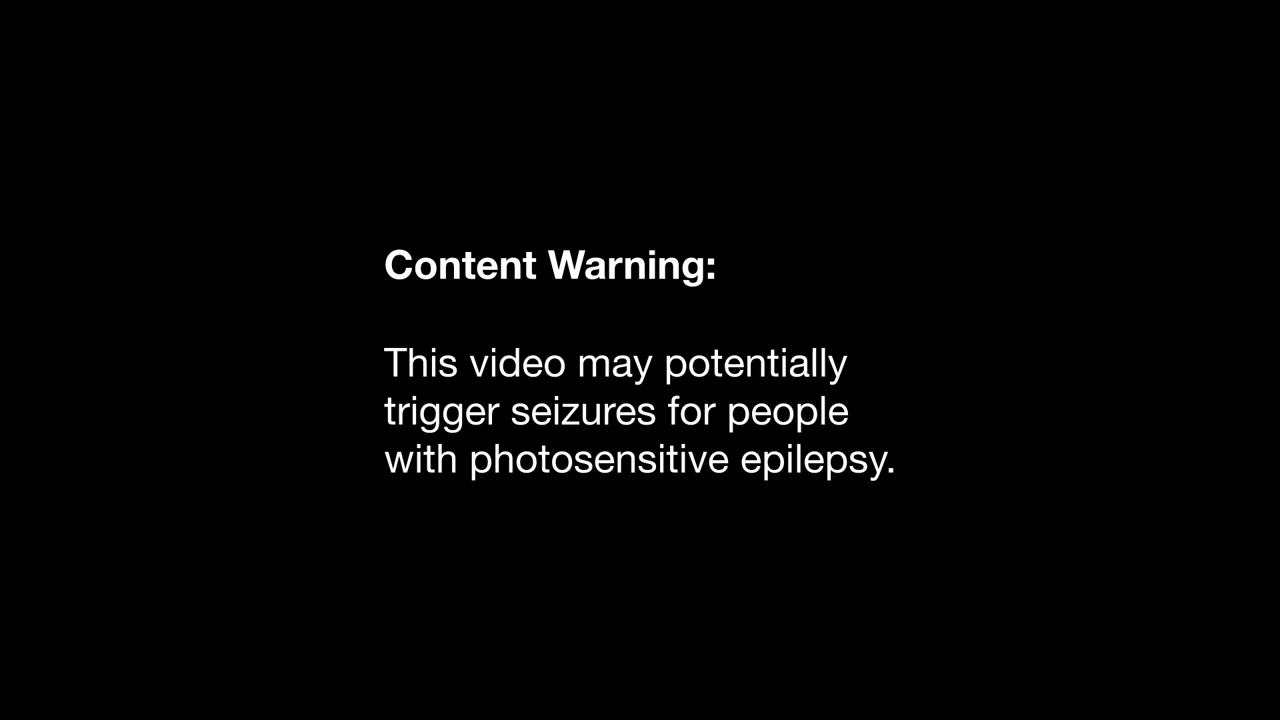 Content Warning:
This video may potentially
trigger seizures for people
with photosensitive epilepsy.